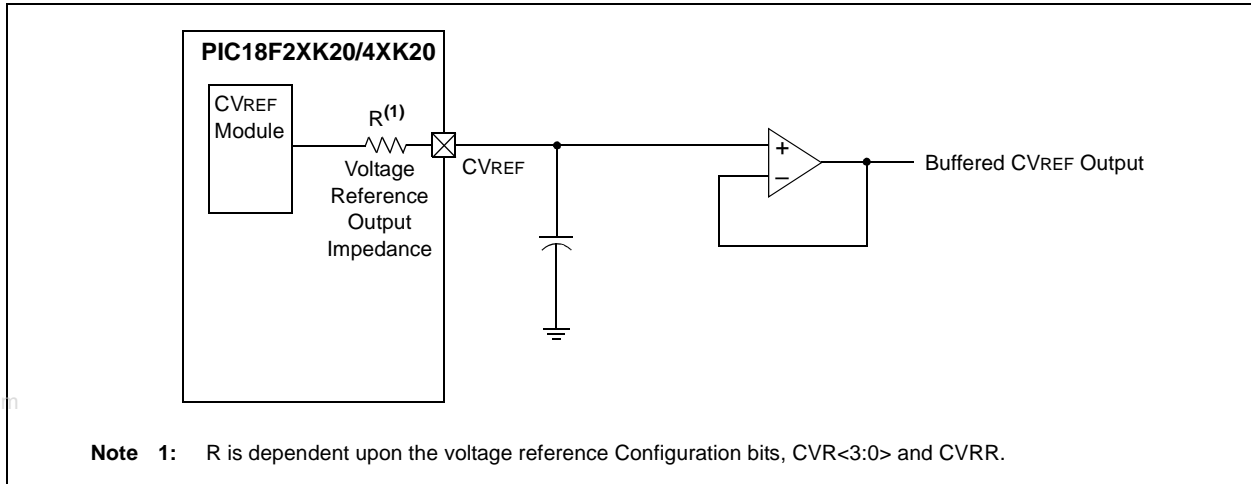 PIC18F2XK20/4XK20
CVREF
Module
R(1)
Voltage
Reference
Output
Impedance
CVREF
+
–
Buffered CVREF Output
m
Note 1: R is dependent upon the voltage reference Configuration bits, CVR<3:0> and CVRR.